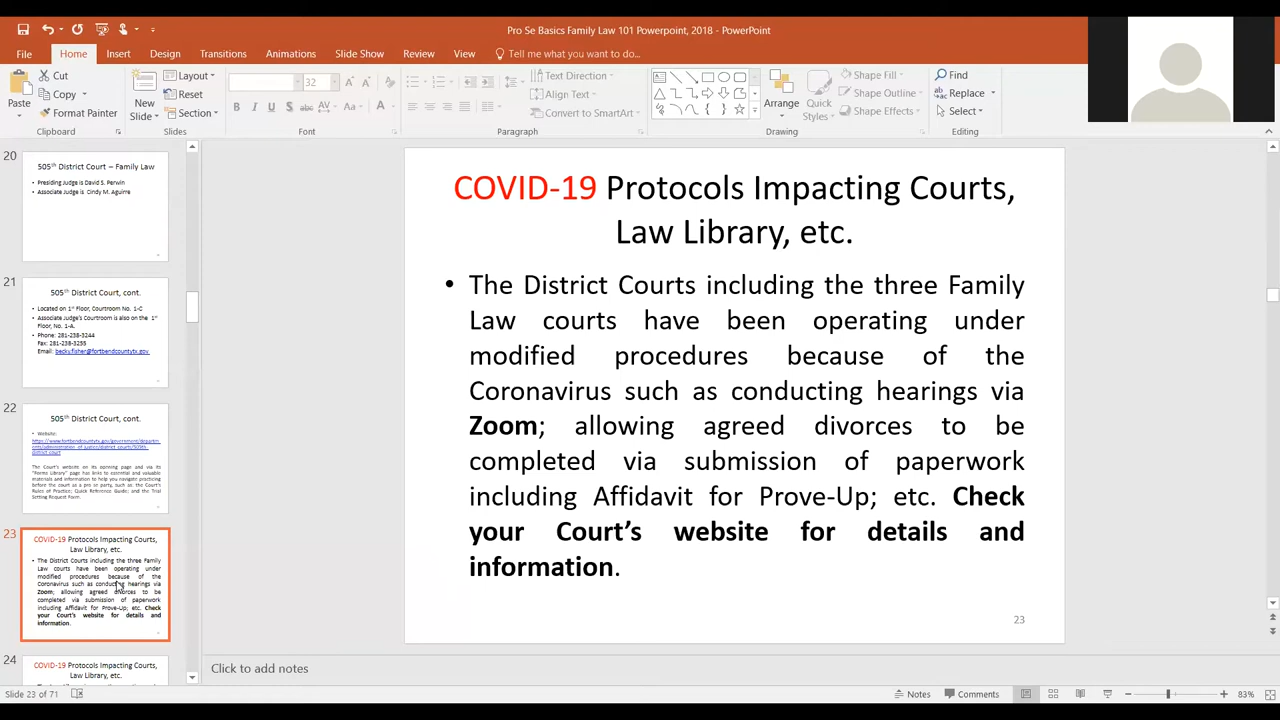 Pro Se Basics Family Law 101 Powerpoint, 2018 - PowerPoint
File Home Insert Design Transitions Animations Slide Show Review View Tell me what you want to do...
Paste
Cut
Copy
Format Painter
Clipboard
New Slide
Layout
Reset
Section
Slides
32
B I U S abc AV Aa A
Font
Text Direction
Align Text
Convert to SmartArt
Paragraph
Arrange
Quick Styles
Shape Fill
Shape Outline
Shape Effects
Drawing
Find
Replace
Select
Editing
20
505th District Court – Family Law
• Presiding Judge is David S. Perwin
• Associate Judge is Cindy M. Aguirre
21
505th District Court, cont.
• Located on 1st Floor, Courtroom No. 1-C
• Associate Judge's Courtroom is also on the 1st
Floor, No. 1-A.
• Phone: 281-238-3244
Fax: 281-238-3255
Email: becky.fisher@fortbendcountytx.gov
22
505th District Court, cont.
• Website:
https://www.fortbendcountytx.gov/government/departm
ents/administration_of_justice/district_courts/505th-
district-court
The Court's website on its opening page and via its
"Forms Library" page has links to essential and valuable
materials and information to help you navigate practicing
before the court as a pro se party, such as the Court's
Rules of Practice; Quick Reference Guide; and the Trial
Setting Request Form.
23
COVID-19 Protocols Impacting Courts,
Law Library, etc.
• The District Courts including the three Family
Law courts have been operating under
modified procedures because of the
Coronavirus such as conducting hearings via
Zoom; allowing agreed divorces to be
completed via submission of paperwork
including Affidavit for Prove-Up; etc. Check
your Court's website for details and
information.
24
COVID-19 Protocols Impacting Courts,
Law Library, etc.
COVID-19 Protocols Impacting Courts,
Law Library, etc.
• The District Courts including the three Family
Law courts have been operating under
modified procedures because of the
Coronavirus such as conducting hearings via
Zoom; allowing agreed divorces to be
completed via submission of paperwork
including Affidavit for Prove-Up; etc. Check
your Court’s website for details and
information.
23
Click to add notes
Slide 23 of 71
Notes Comments 83%